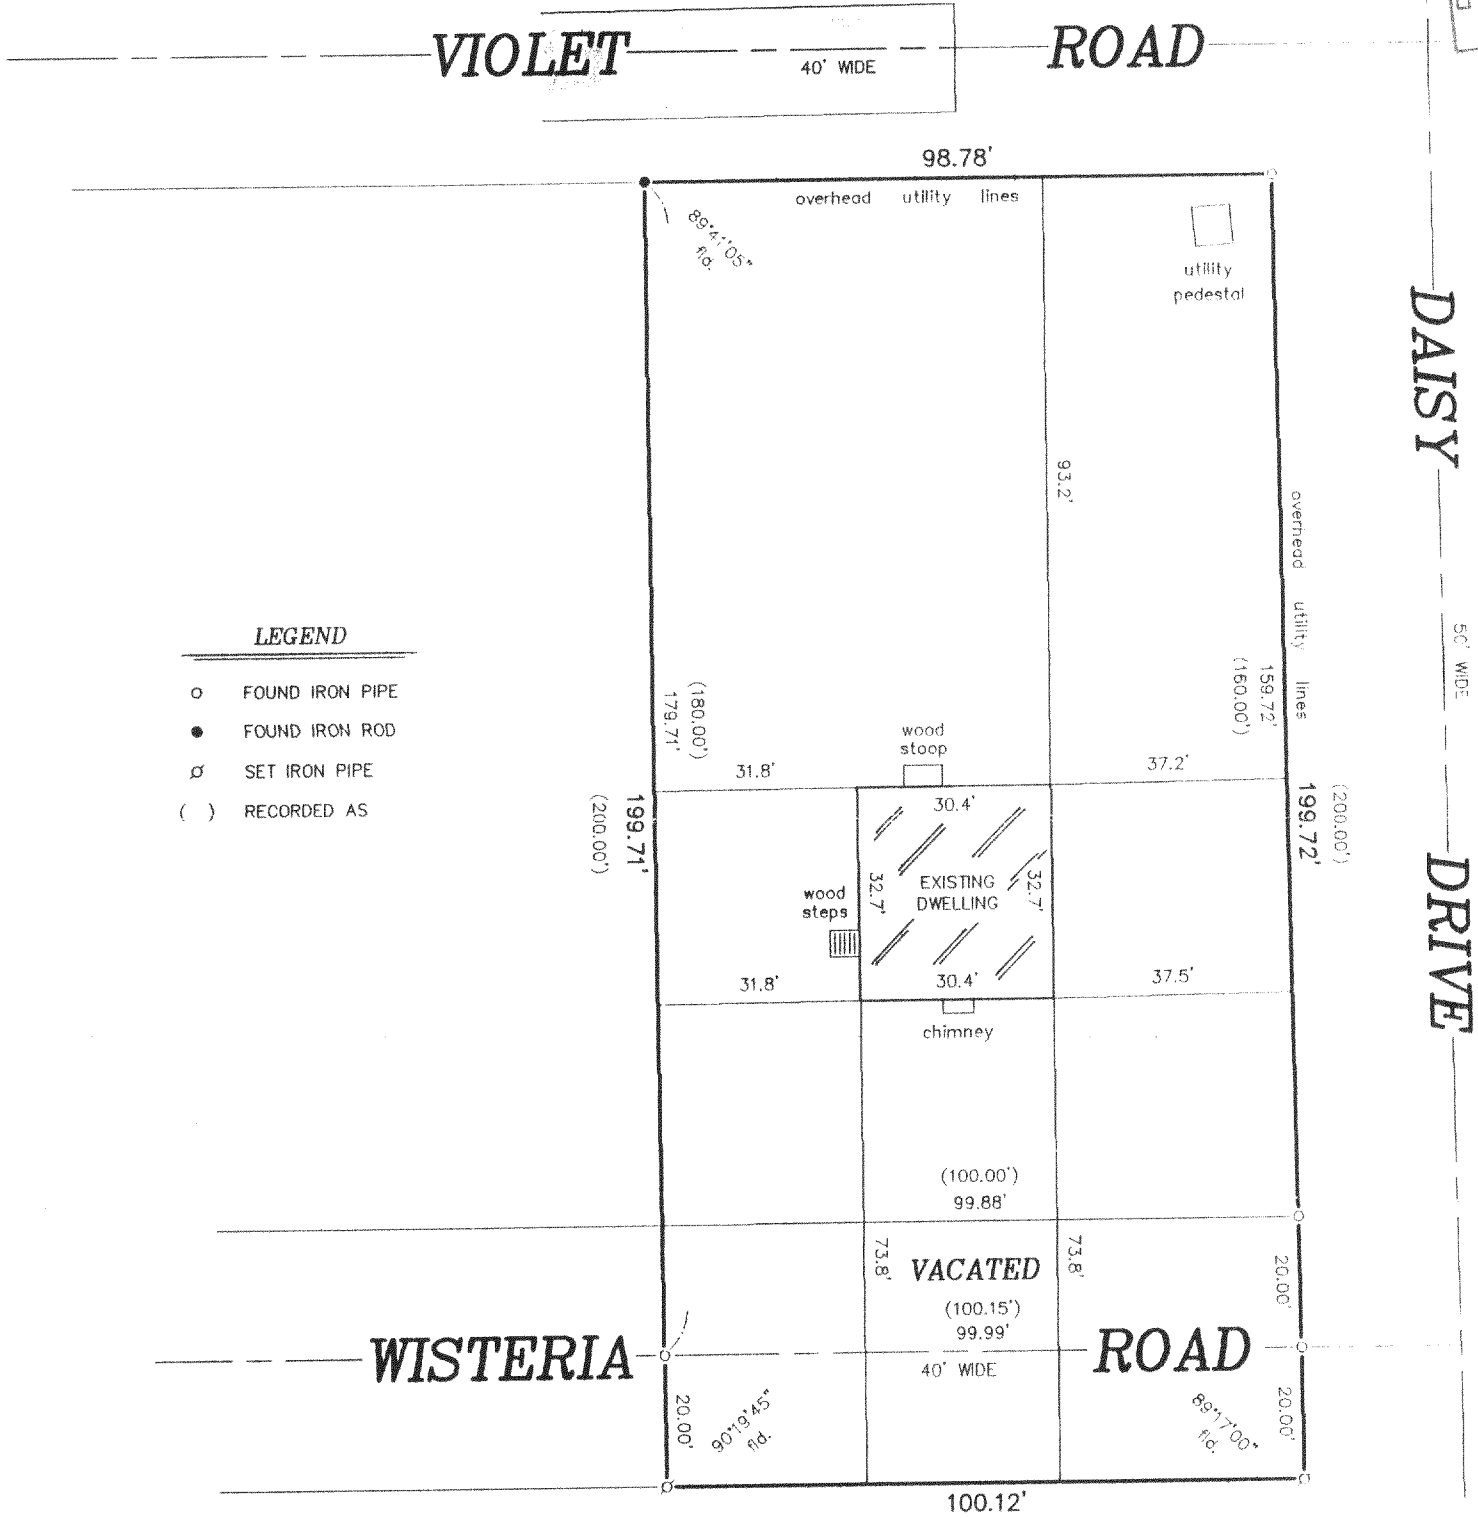 VIOLET ROAD
40' WIDE
98.78'
overhead utility lines
89°41'05"
fld.
utility
pedestal
DAISY
93.2'
overhead utility lines
50' WIDE
LEGEND
FOUND IRON PIPE
FOUND IRON ROD
SET IRON PIPE
( ) RECORDED AS
(180.00')
179.71'
159.72'
(160.00')
wood
stoop
31.8'
37.2'
199.71'
(200.00')
(200.00')
199.72'
30.4'
32.7'
EXISTING
DWELLING
32.7'
wood
steps
DRIVE
31.8'
30.4'
37.5'
chimney
(100.00')
99.88'
73.8'
VACATED
73.8'
20.00'
(100.15')
99.99'
WISTERIA ROAD
40' WIDE
20.00'
90°19'45"
fld.
89°17'00"
fld.
20.00'
100.12'